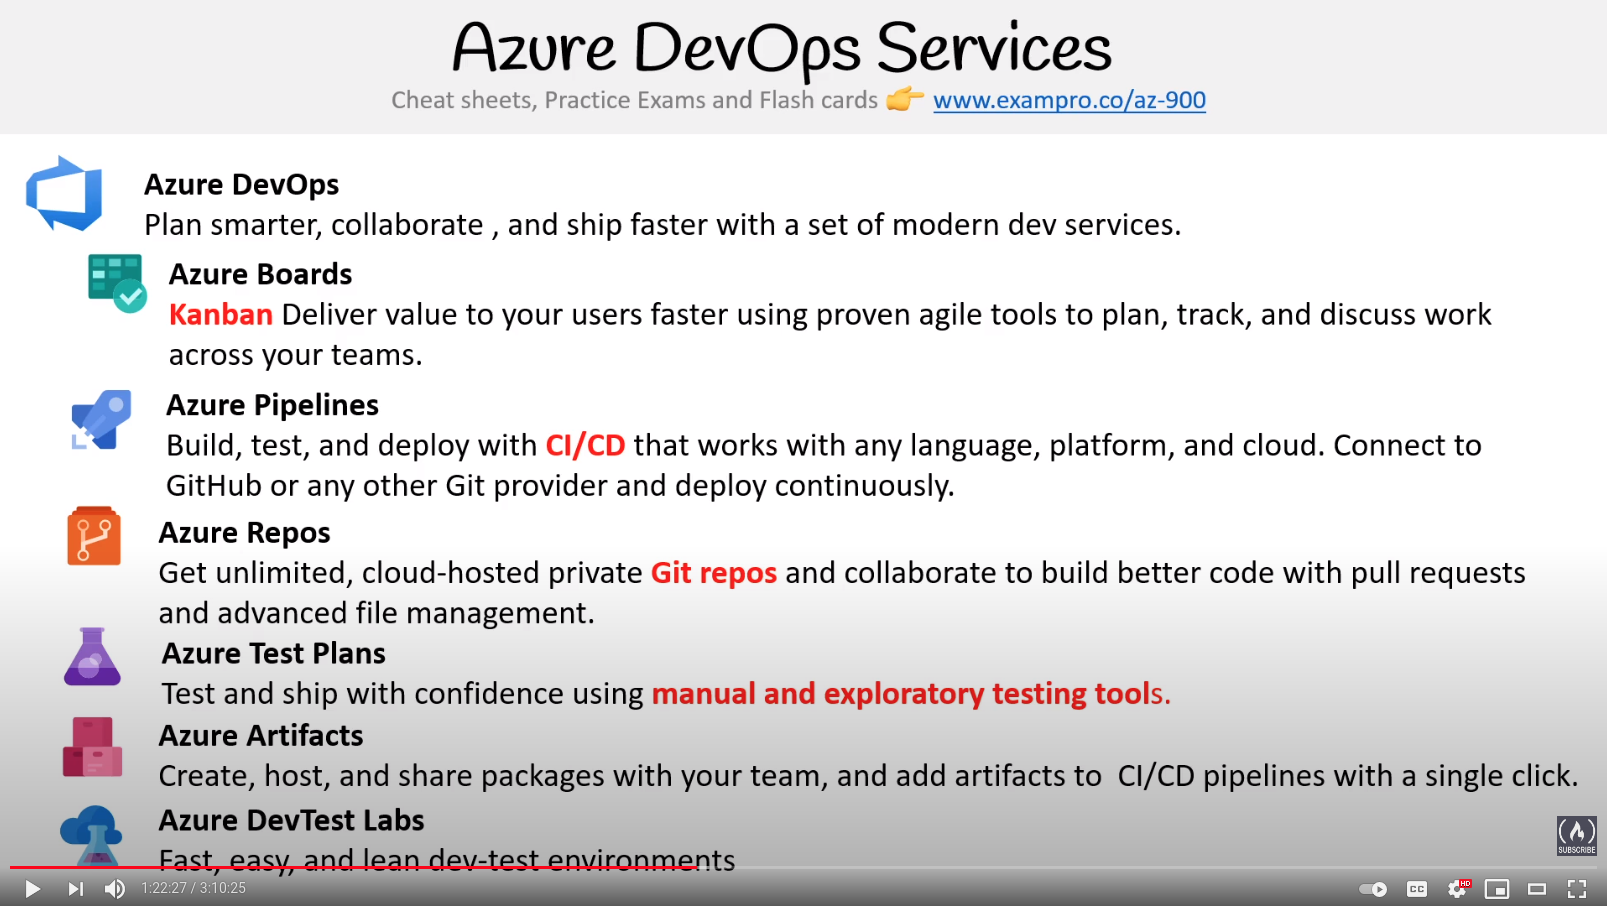 Azure DevOps Services
Cheat sheets, Practice Exams and Flash cards 👉 www.exampro.co/az-900
Azure DevOps
Plan smarter, collaborate , and ship faster with a set of modern dev services.
Azure Boards
Kanban Deliver value to your users faster using proven agile tools to plan, track, and discuss work
across your teams.
Azure Pipelines
Build, test, and deploy with CI/CD that works with any language, platform, and cloud. Connect to
GitHub or any other Git provider and deploy continuously.
Azure Repos
Get unlimited, cloud-hosted private Git repos and collaborate to build better code with pull requests
and advanced file management.
Azure Test Plans
Test and ship with confidence using manual and exploratory testing tools.
Azure Artifacts
Create, host, and share packages with your team, and add artifacts to  CI/CD pipelines with a single click.
Azure DevTest Labs
Fast, easy, and lean dev-test environments
SUBSCRIBE
1:22:27 / 3:10:25
CC
HD